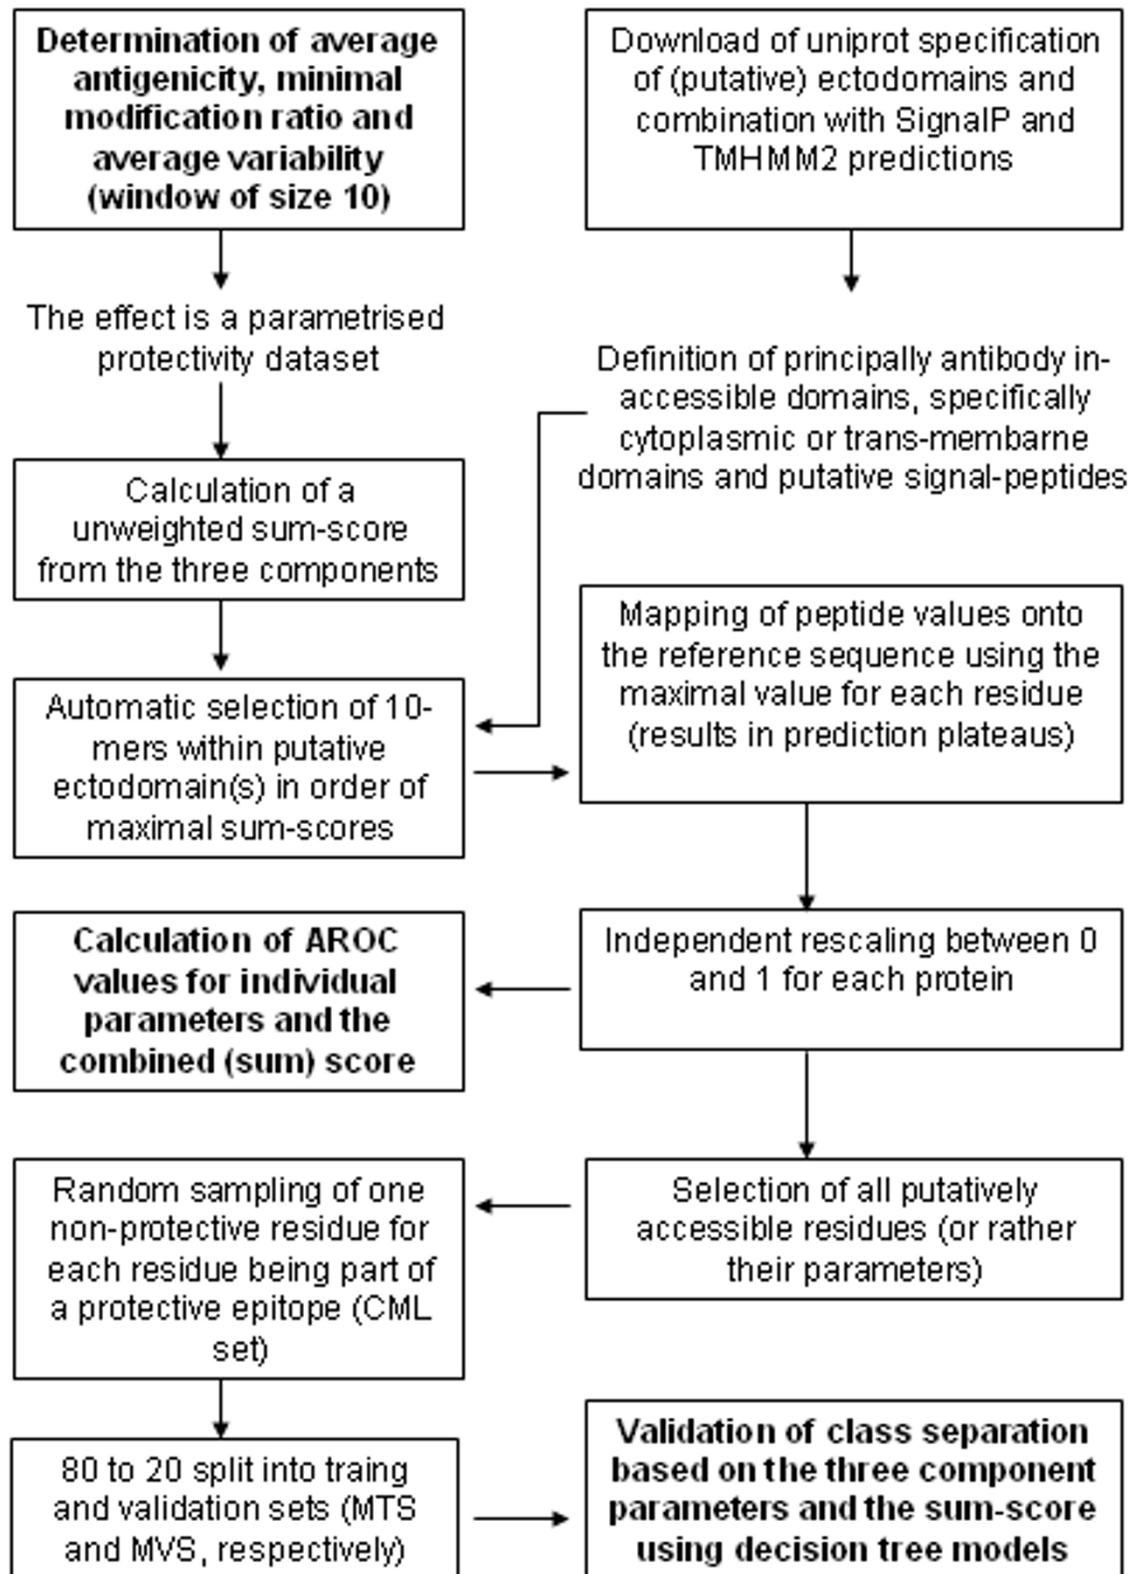 Determination of average
antigenicity, minimal
modification ratio and
average variability
(window of size 10)
Download of uniprot specification
of (putative) ectodomains and
combination with SignalP and
TMHMM2 predictions
The effect is a parametrised
protectivity dataset
Definition of principally antibody in-
accessible domains, specifically
cytoplasmic or trans-membarne
domains and putative signal-peptides
Calculation of a
unweighted sum-score
from the three components
Automatic selection of 10-
mers within putative
ectodomain(s) in order of
maximal sum-scores
Mapping of peptide values onto
the reference sequence using the
maximal value for each residue
(results in prediction plateaus)
Independent rescaling between 0
and 1 for each protein
Calculation of AROC
values for individual
parameters and the
combined (sum) score
Selection of all putatively
accessible residues (or rather
their parameters)
Random sampling of one
non-protective residue for
each residue being part of
a protective epitope (CML
set)
80 to 20 split into traing
and validation sets (MTS
and MVS, respectively)
Validation of class separation
based on the three component
parameters and the sum-score
using decision tree models